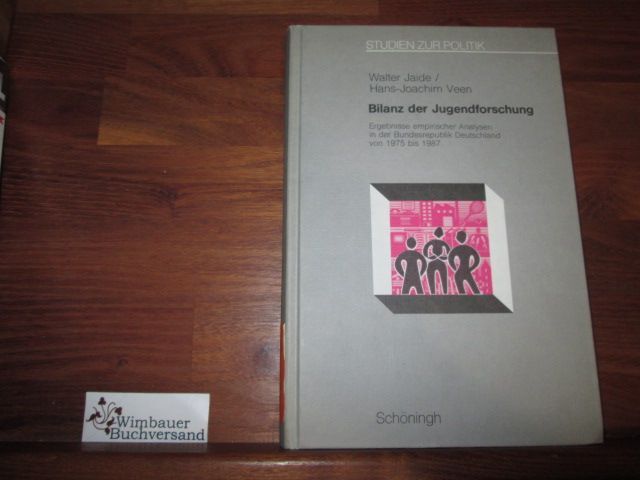 STUDIEN ZUR POLITIK
Walter Jaide /
Hans-Joachim Veen
Bilanz der Jugendforschung
Ergebnisse empirischer Analysen
in der Bundesrepublik Deutschland
von 1975 bis 1987
Schöningh
Wimbauer
Buchversand